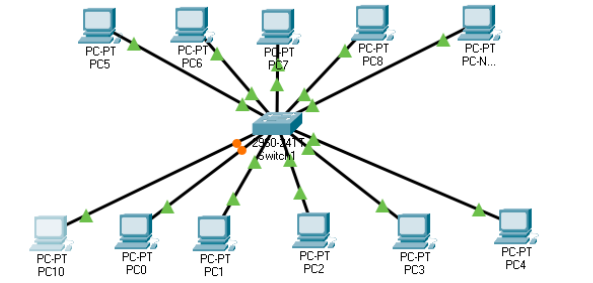 PC-PT
PC5
PC-PT
PC6
PC-PT
PC7
PC-PT
PC8
PC-PT
PC-N...
2960-24TT
Switch1
PC-PT
PC10
PC-PT
PC0
PC-PT
PC1
PC-PT
PC2
PC-PT
PC3
PC-PT
PC4